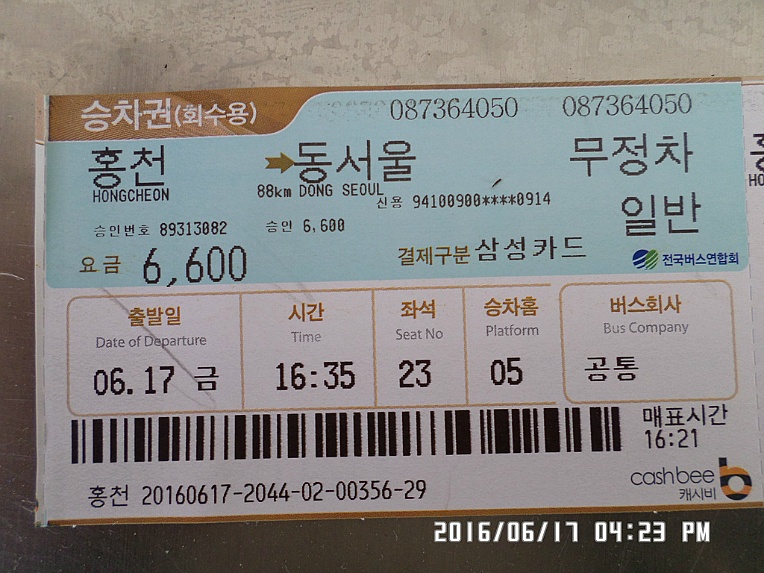 승차권(회수용) 087364050 087364050
홍천 → 동서울 무정차
HONGCHEON 88km DONG SEOUL
신용 94100900****0914 일반
승인번호 89313082 승인 6,600
요금 6,600 결제구분 삼성카드 전국버스연합회
출발일 시간 좌석 승차홈 버스회사
Date of Departure Time Seat No Platform Bus Company
06.17 금 16:35 23 05 공통
매표시간
16:21
cashbee b
캐시비
홍천 20160617-2044-02-00356-29
2016/06/17 04:23 PM